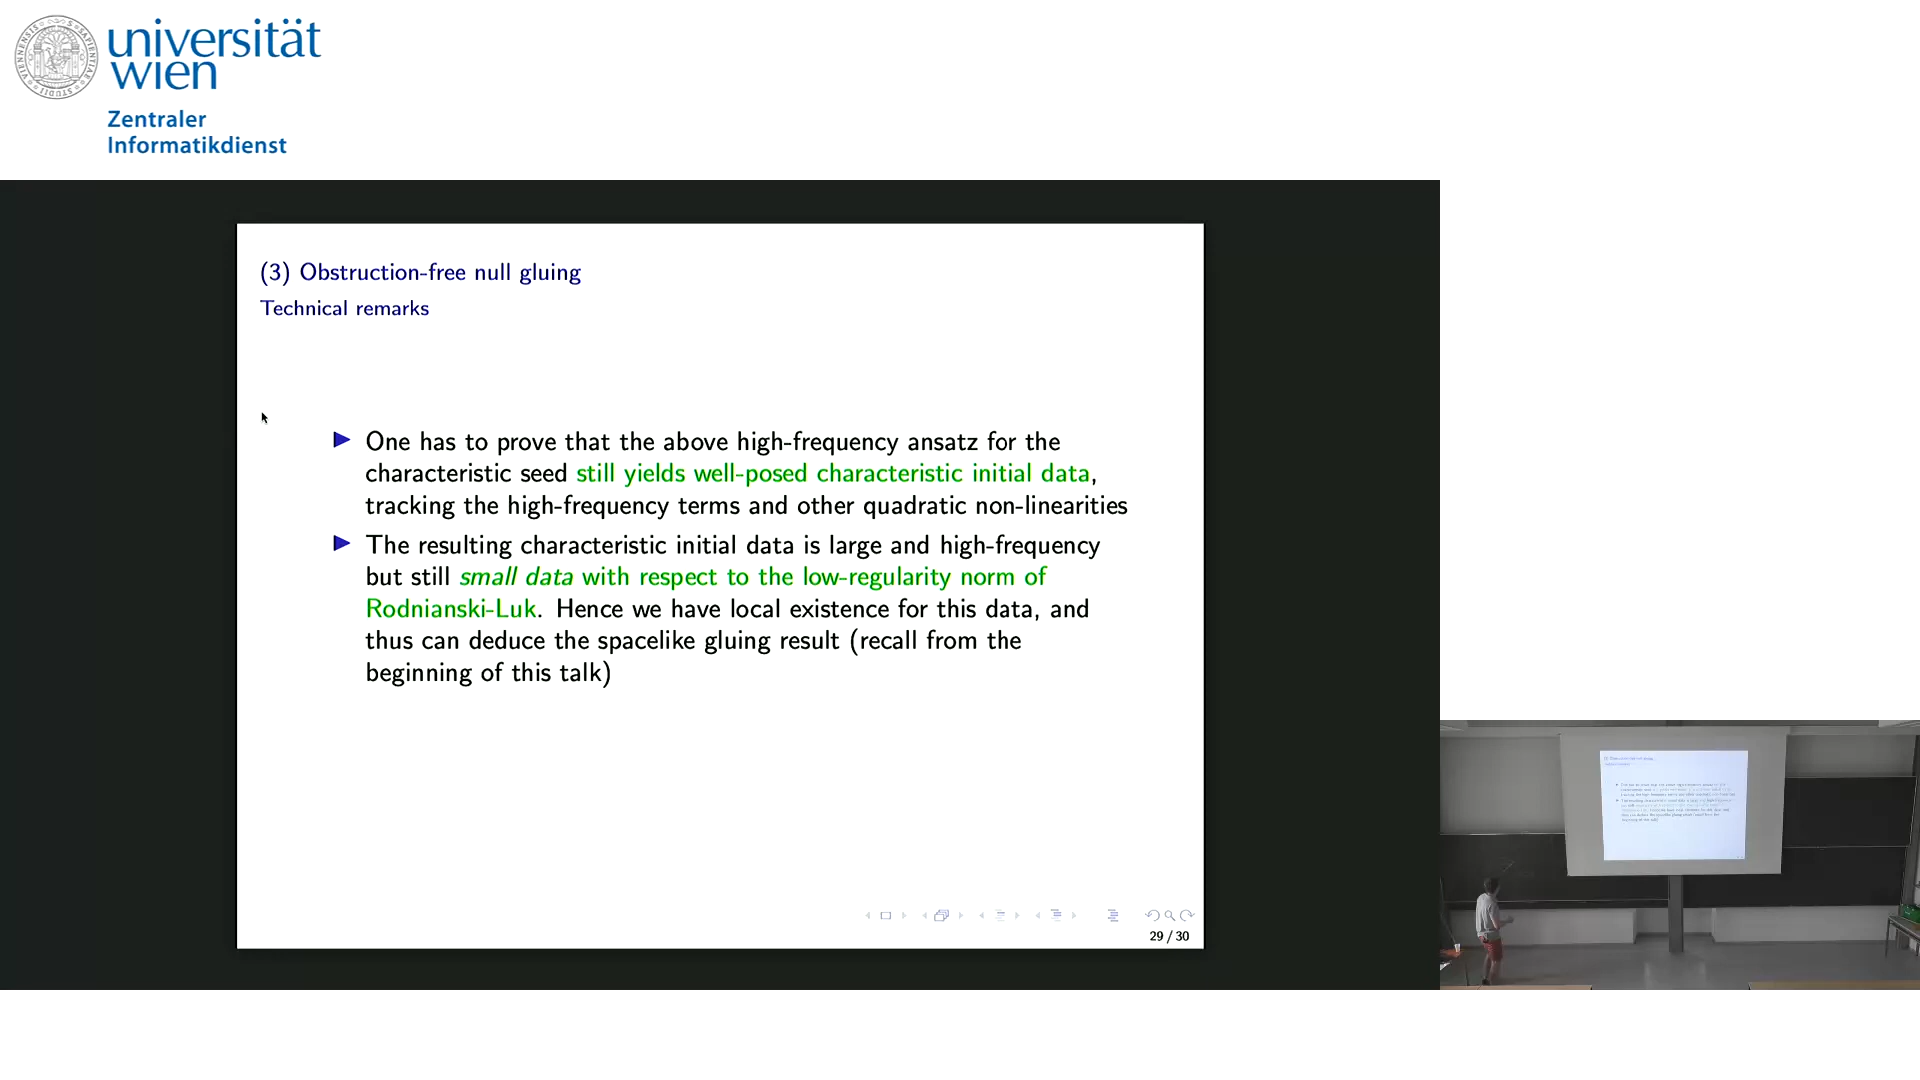 universität
wien
Zentraler
Informatikdienst
(3) Obstruction-free null gluing
Technical remarks
One has to prove that the above high-frequency ansatz for the
characteristic seed still yields well-posed characteristic initial data,
tracking the high-frequency terms and other quadratic non-linearities
The resulting characteristic initial data is large and high-frequency
but still small data with respect to the low-regularity norm of
Rodnianski-Luk. Hence we have local existence for this data, and
thus can deduce the spacelike gluing result (recall from the
beginning of this talk)
29 / 30